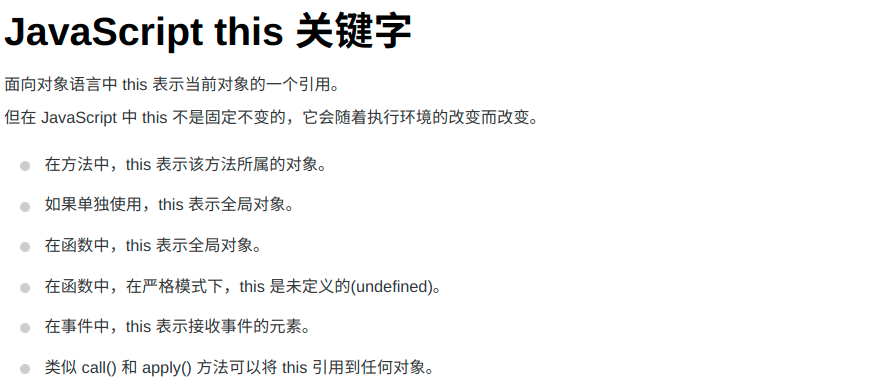 JavaScript this 关键字
面向对象语言中 this 表示当前对象的一个引用。
但在 JavaScript 中 this 不是固定不变的，它会随着执行环境的改变而改变。
在方法中，this 表示该方法所属的对象。
如果单独使用，this 表示全局对象。
在函数中，this 表示全局对象。
在函数中，在严格模式下，this 是未定义的(undefined)。
在事件中，this 表示接收事件的元素。
类似 call() 和 apply() 方法可以将 this 引用到任何对象。